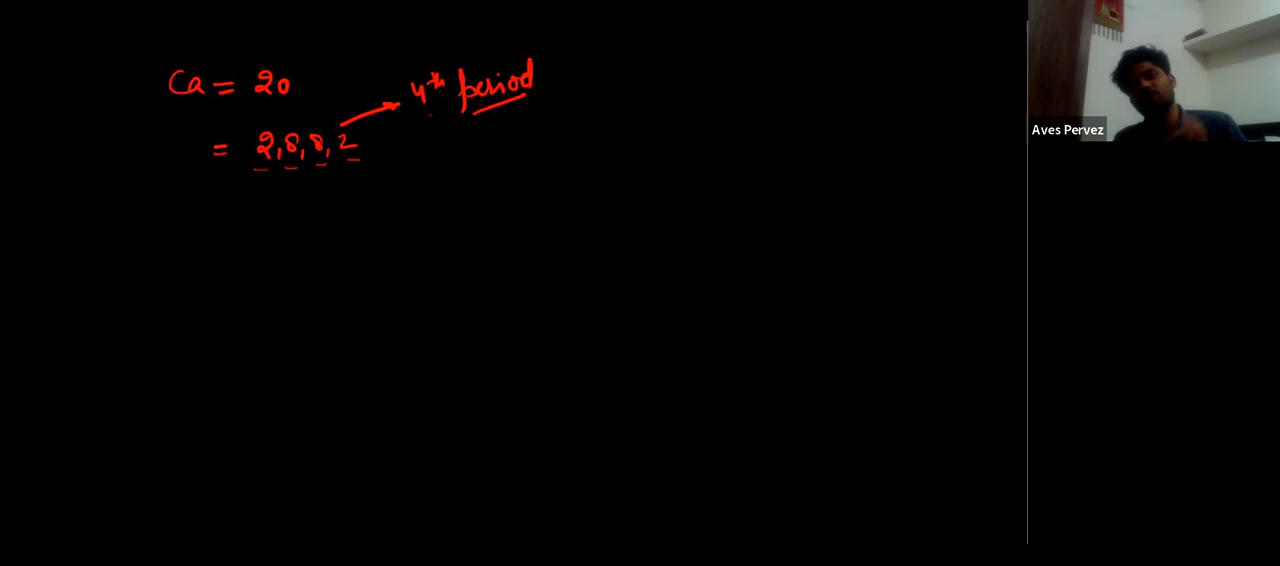 Ca = 20
4th period
= 2,8,8,2
Aves Pervez